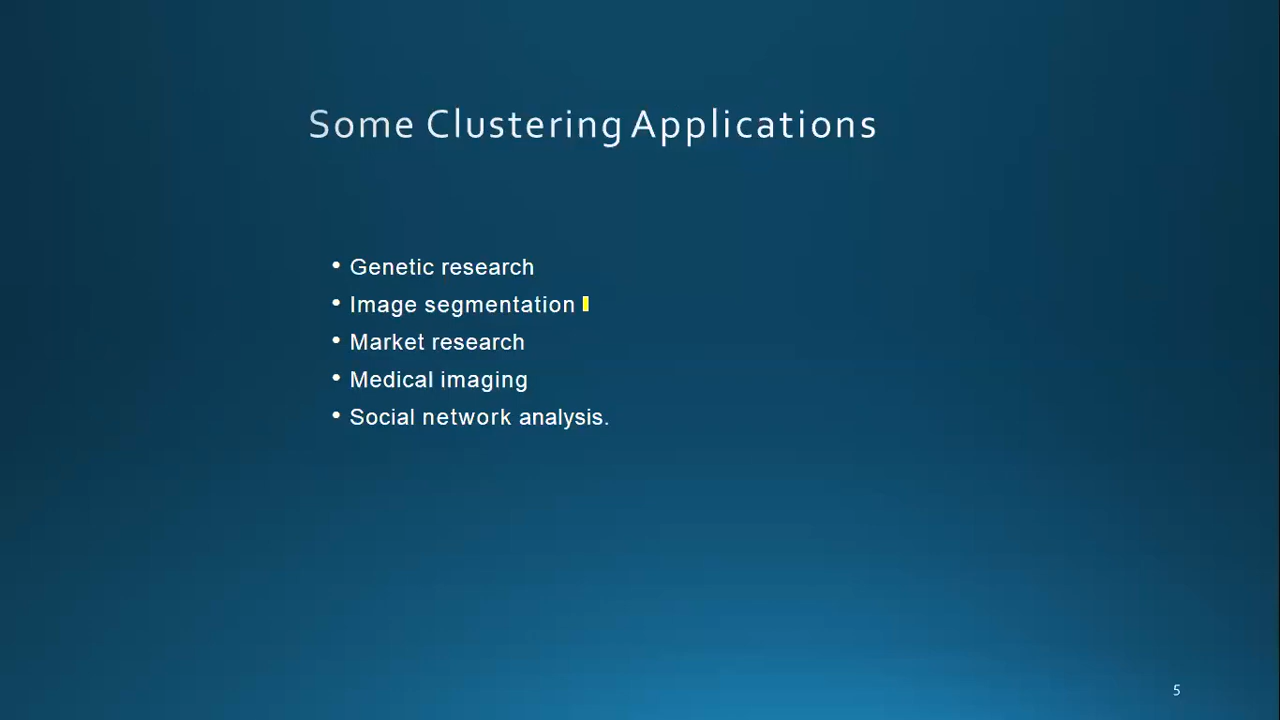 Some Clustering Applications
• Genetic research
• Image segmentation
• Market research
• Medical imaging
• Social network analysis.
5